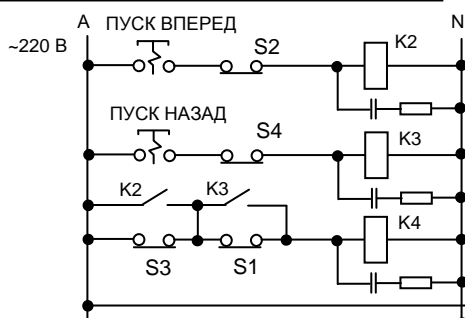 А ПУСК ВПЕРЕД N
~220 В S2 K2
ПУСК НАЗАД
S4 K3
K2 K3
K4
S3 S1